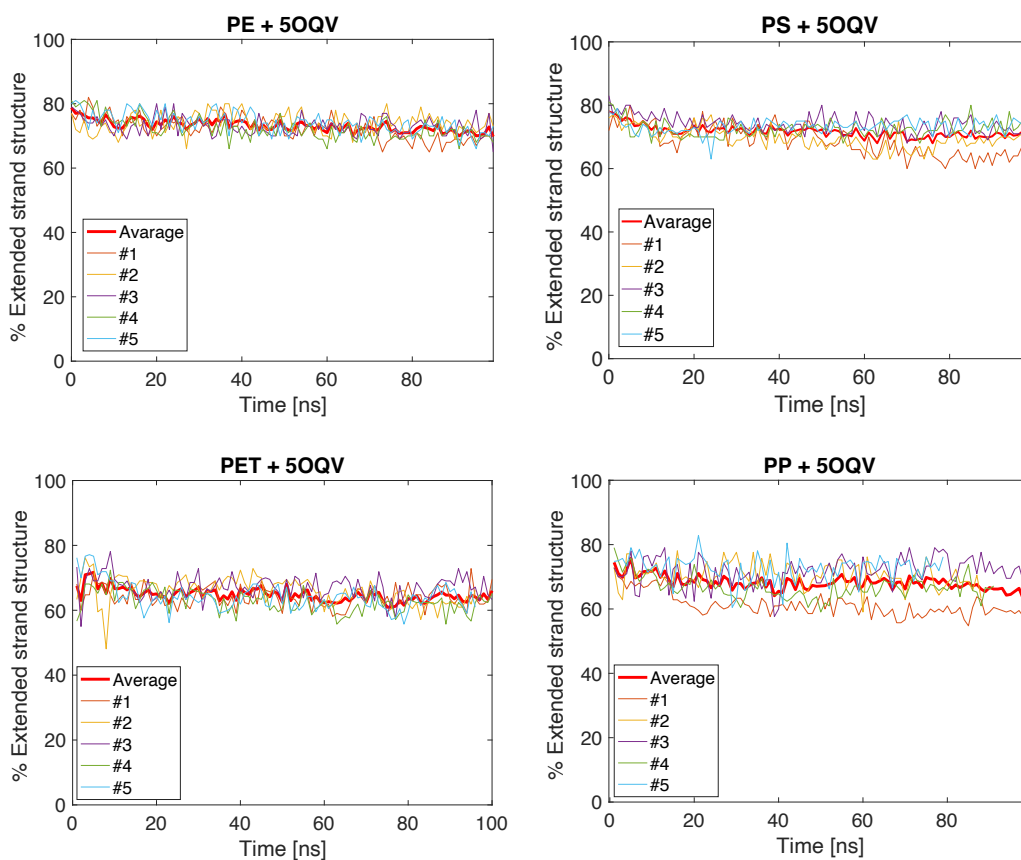 PE + 5OQV
% Extended strand structure
100
80
60
40
20
0
Avarage
#1
#2
#3
#4
#5
0 20 40 60 80
Time [ns]
PS + 5OQV
% Extended strand structure
100
80
60
40
20
0
Avarage
#1
#2
#3
#4
#5
0 20 40 60 80
Time [ns]
PET + 5OQV
% Extended strand structure
100
80
60
40
20
0
Average
#1
#2
#3
#4
#5
0 20 40 60 80 100
Time [ns]
PP + 5OQV
% Extended strand structure
100
80
60
40
20
0
Average
#1
#2
#3
#4
#5
0 20 40 60 80
Time [ns]